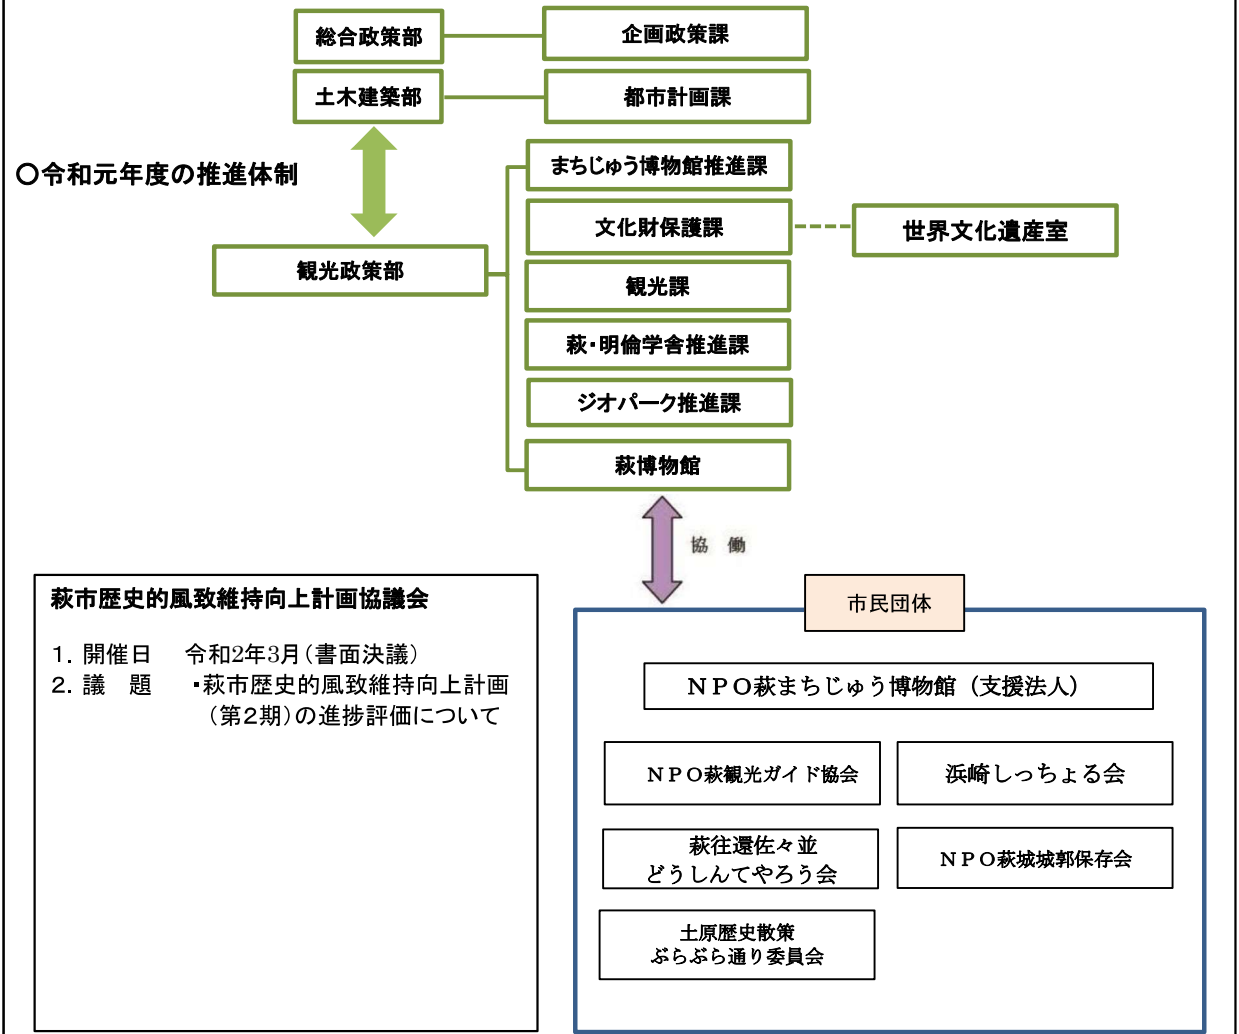 総合政策部
企画政策課
土木建築部
都市計画課
〇令和元年度の推進体制
まちじゅう博物館推進課
文化財保護課
世界文化遺産室
観光政策部
観光課
萩・明倫学舎推進課
ジオパーク推進課
萩博物館
協　働
萩市歴史的風致維持向上計画協議会
1．開催日　令和2年3月（書面決議）
2．議　題　・萩市歴史的風致維持向上計画
（第2期）の進捗評価について
市民団体
ＮＰＯ萩まちじゅう博物館（支援法人）
ＮＰＯ萩観光ガイド協会
浜崎しっちょる会
萩往還佐々並
どうしんてやろう会
ＮＰＯ萩城城郭保存会
土原歴史散策
ぶらぶら通り委員会